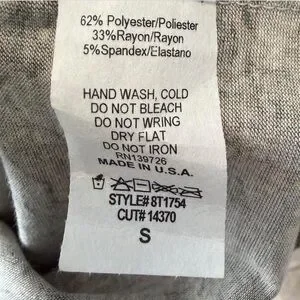 62% Polyester/Poliester
33%Rayon/Rayon
5%Spandex/Elastano
HAND WASH, COLD
DO NOT BLEACH
DO NOT WRING
DRY FLAT
DO NOT IRON
RN139726
MADE IN U.S.A.
STYLE# 8T1754
CUT# 14370
S